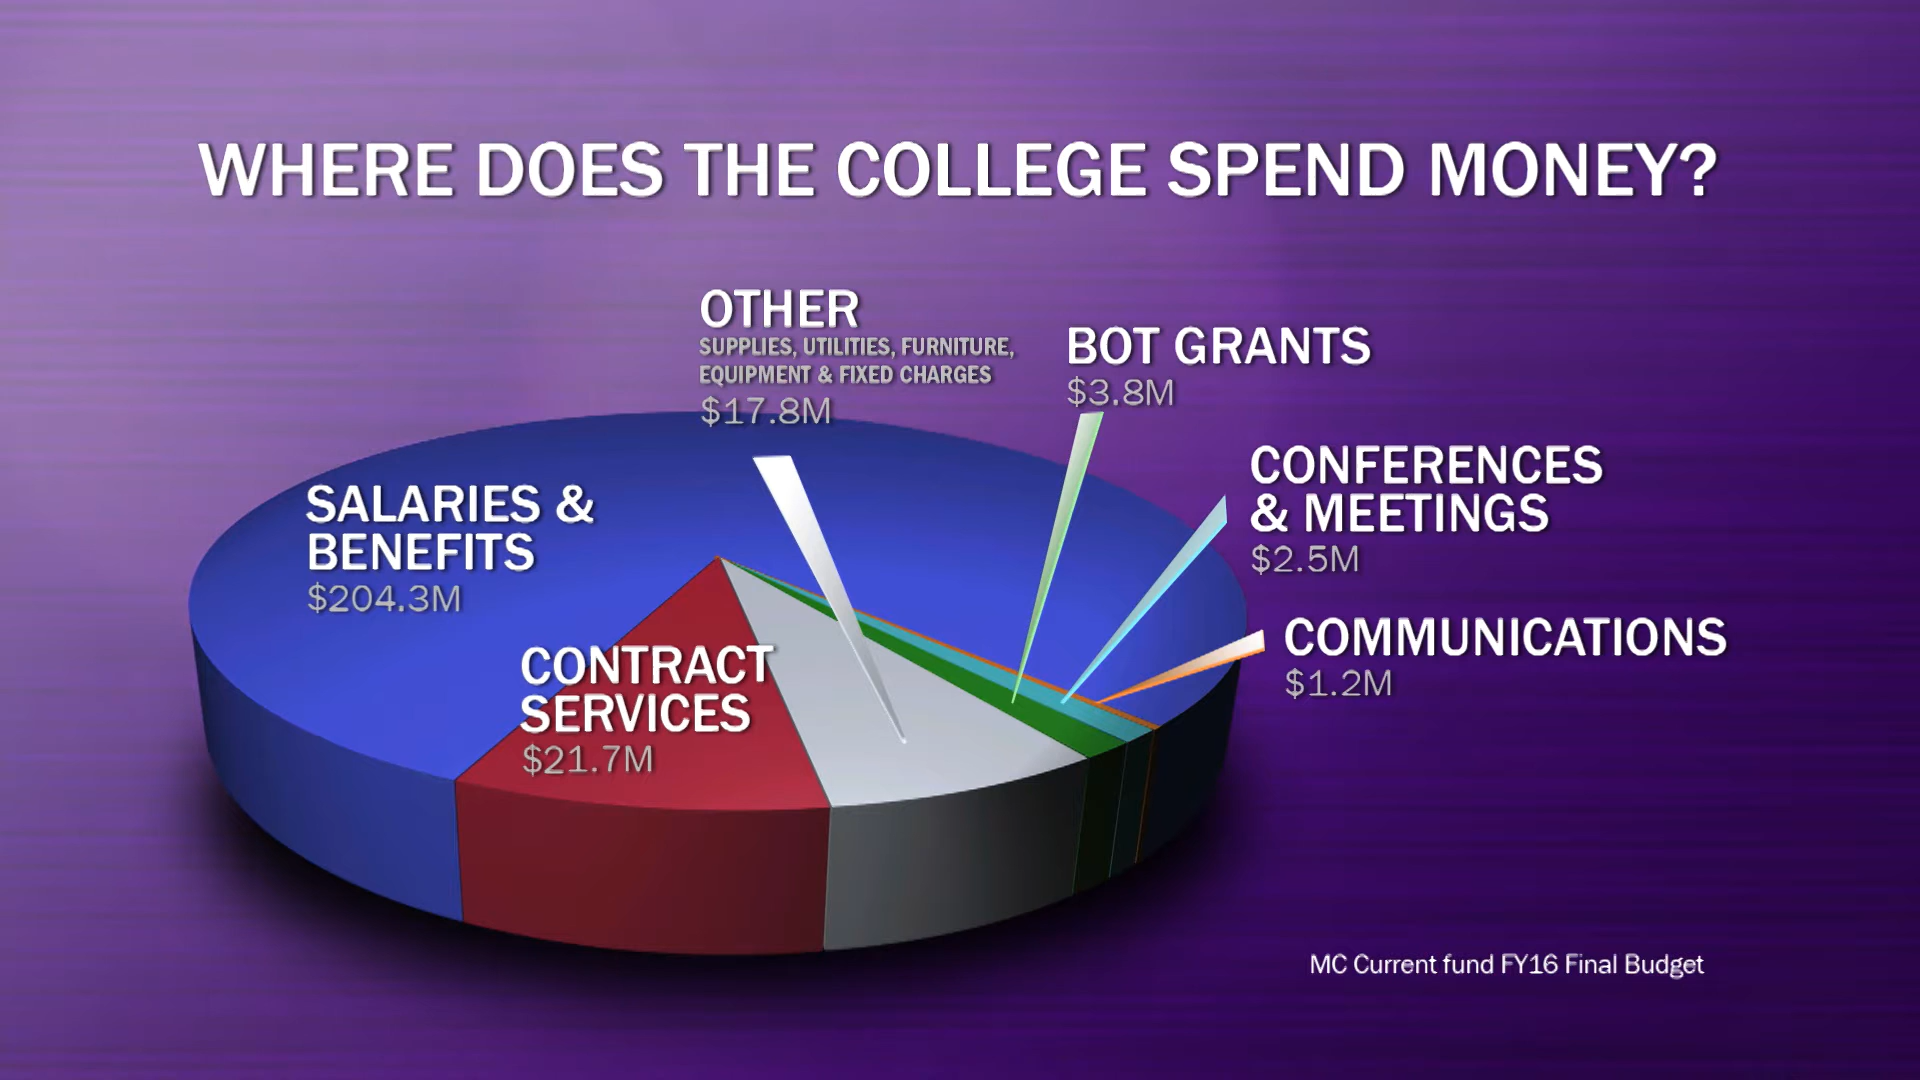 WHERE DOES THE COLLEGE SPEND MONEY?
OTHER
SUPPLIES, UTILITIES, FURNITURE,
EQUIPMENT & FIXED CHARGES
$17.8M
BOT GRANTS
$3.8M
CONFERENCES
& MEETINGS
$2.5M
SALARIES &
BENEFITS
$204.3M
COMMUNICATIONS
$1.2M
CONTRACT
SERVICES
$21.7M
MC Current fund FY16 Final Budget